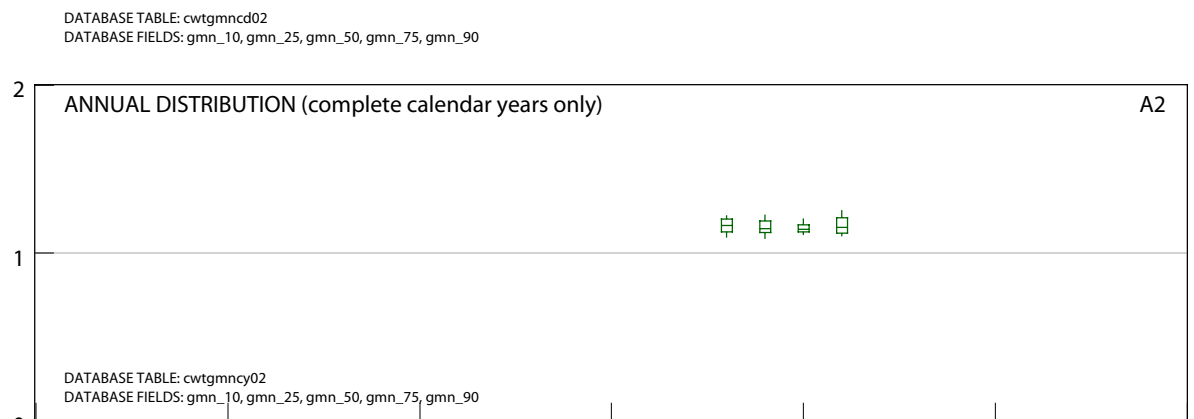 DATABASE TABLE: cwtgmncd02
DATABASE FIELDS: gmn_10, gmn_25, gmn_50, gmn_75, gmn_90
2
ANNUAL DISTRIBUTION (complete calendar years only)
A2
1
DATABASE TABLE: cwtgmncy02
DATABASE FIELDS: gmn_10, gmn_25, gmn_50, gmn_75, gmn_90